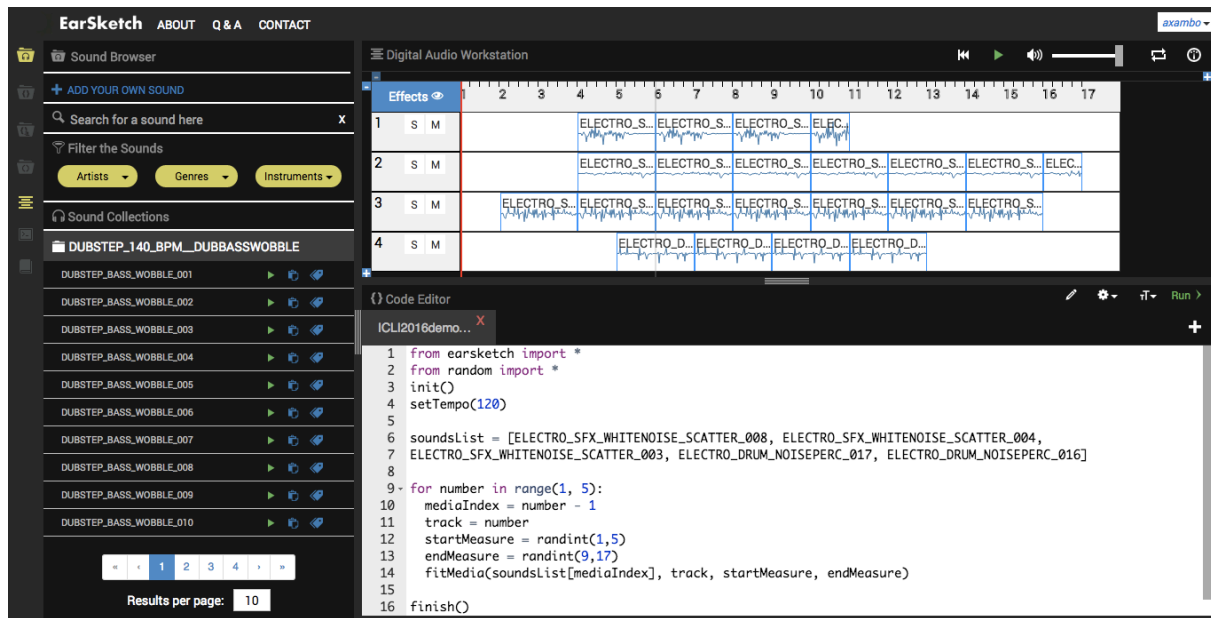 EarSketch ABOUT Q & A CONTACT
axambo
Sound Browser
+ ADD YOUR OWN SOUND
Search for a sound here X
Filter the Sounds
Artists Genres Instruments
Sound Collections
DUBSTEP_140_BPM__DUBBASSWOBBLE
DUBSTEP_BASS_WOBBLE_001
DUBSTEP_BASS_WOBBLE_002
DUBSTEP_BASS_WOBBLE_003
DUBSTEP_BASS_WOBBLE_004
DUBSTEP_BASS_WOBBLE_005
DUBSTEP_BASS_WOBBLE_006
DUBSTEP_BASS_WOBBLE_007
DUBSTEP_BASS_WOBBLE_008
DUBSTEP_BASS_WOBBLE_009
DUBSTEP_BASS_WOBBLE_010
« ‹ 1 2 3 4 › »
Results per page: 10
Digital Audio Workstation
Effects 1 2 3 4 5 6 7 8 9 10 11 12 13 14 15 16 17
1 S M ELECTRO_S... ELECTRO_S... ELECTRO_S... ELEC...
2 S M ELECTRO_S... ELECTRO_S... ELECTRO_S... ELECTRO_S... ELECTRO_S... ELECTRO_S... ELEC...
3 S M ELECTRO_S... ELECTRO_S... ELECTRO_S... ELECTRO_S... ELECTRO_S... ELECTRO_S... ELECTRO_S...
4 S M ELECTRO_D... ELECTRO_D... ELECTRO_D... ELECTRO_D...
{} Code Editor Run >
ICLI2016demo... X +
1 from earsketch import *
2 from random import *
3 init()
4 setTempo(120)
5
6 soundsList = [ELECTRO_SFX_WHITENOISE_SCATTER_008, ELECTRO_SFX_WHITENOISE_SCATTER_004,
7 ELECTRO_SFX_WHITENOISE_SCATTER_003, ELECTRO_DRUM_NOISEPERC_017, ELECTRO_DRUM_NOISEPERC_016]
8
9 for number in range(1, 5):
10 mediaIndex = number - 1
11 track = number
12 startMeasure = randint(1,5)
13 endMeasure = randint(9,17)
14 fitMedia(soundsList[mediaIndex], track, startMeasure, endMeasure)
15
16 finish()